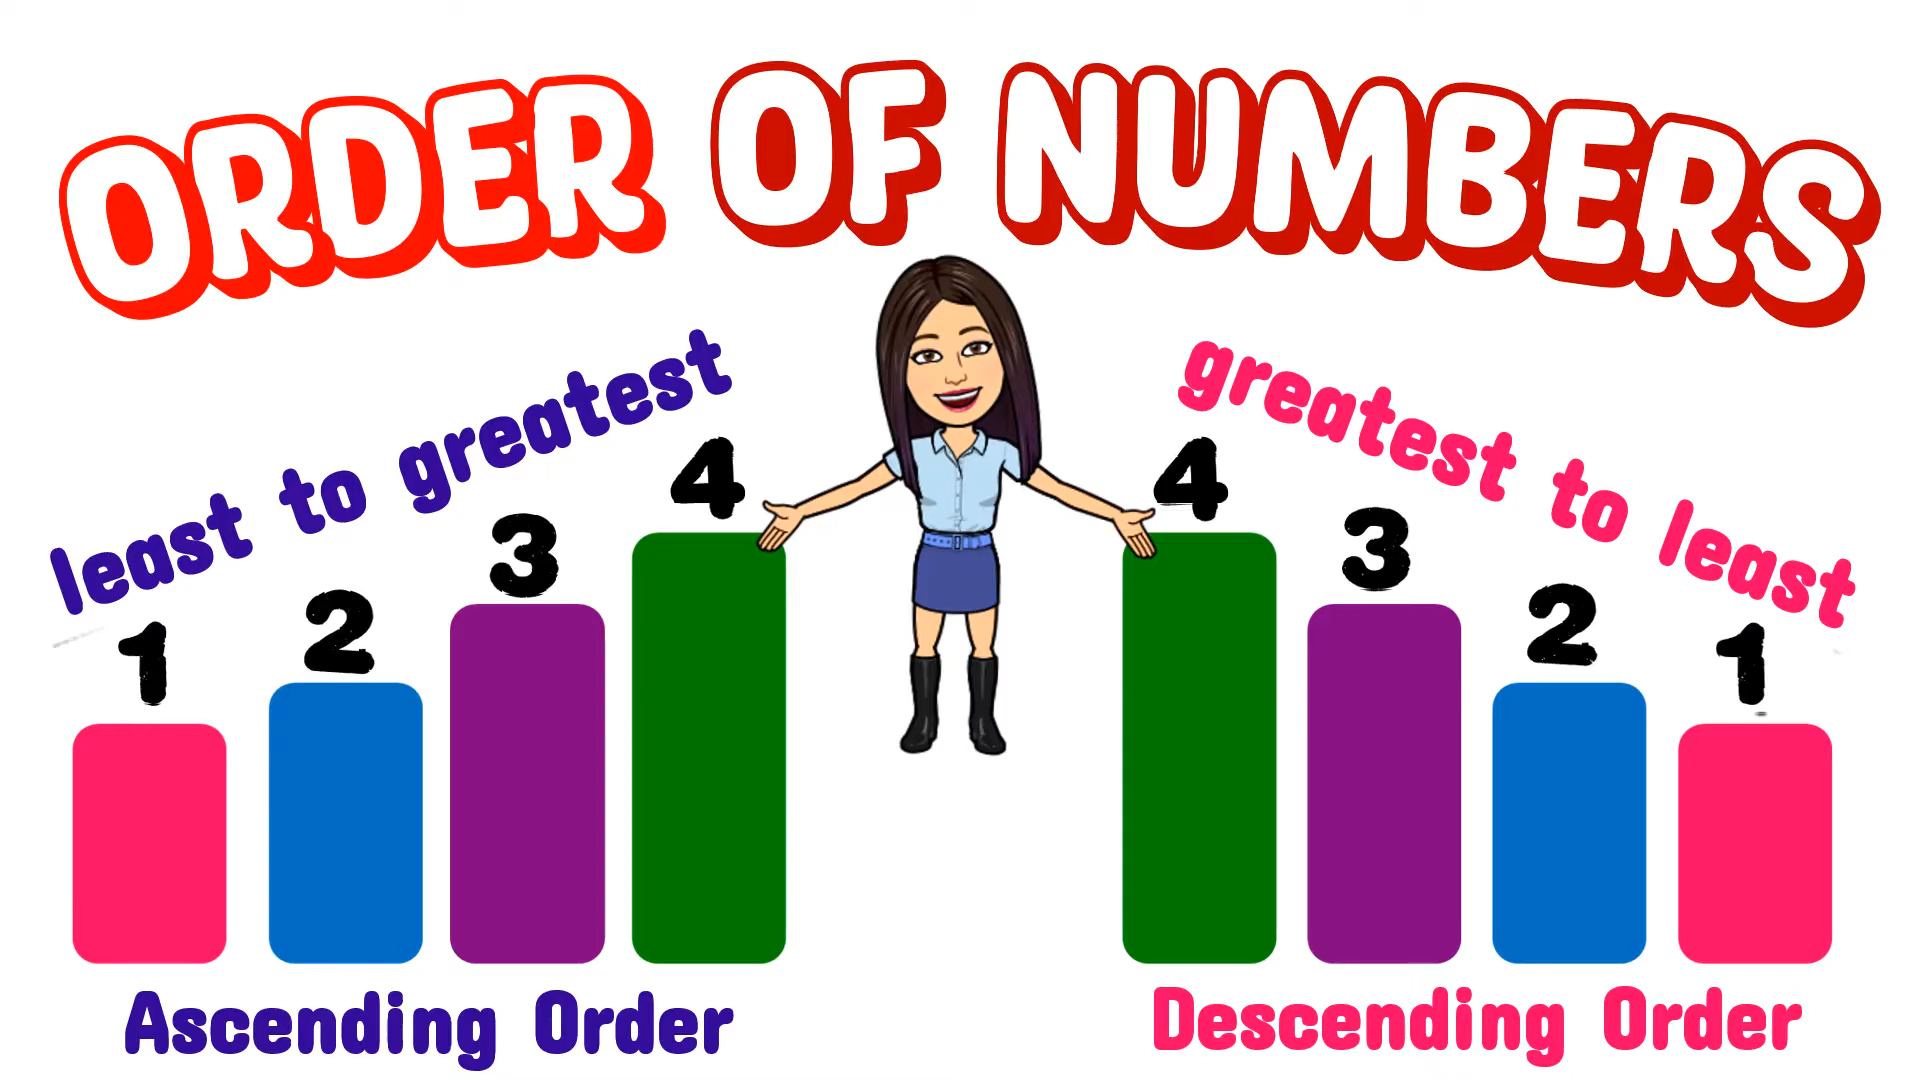 ORDER OF NUMBERS
least to greatest
1 2 3 4
Ascending Order
greatest to least
4 3 2 1
Descending Order